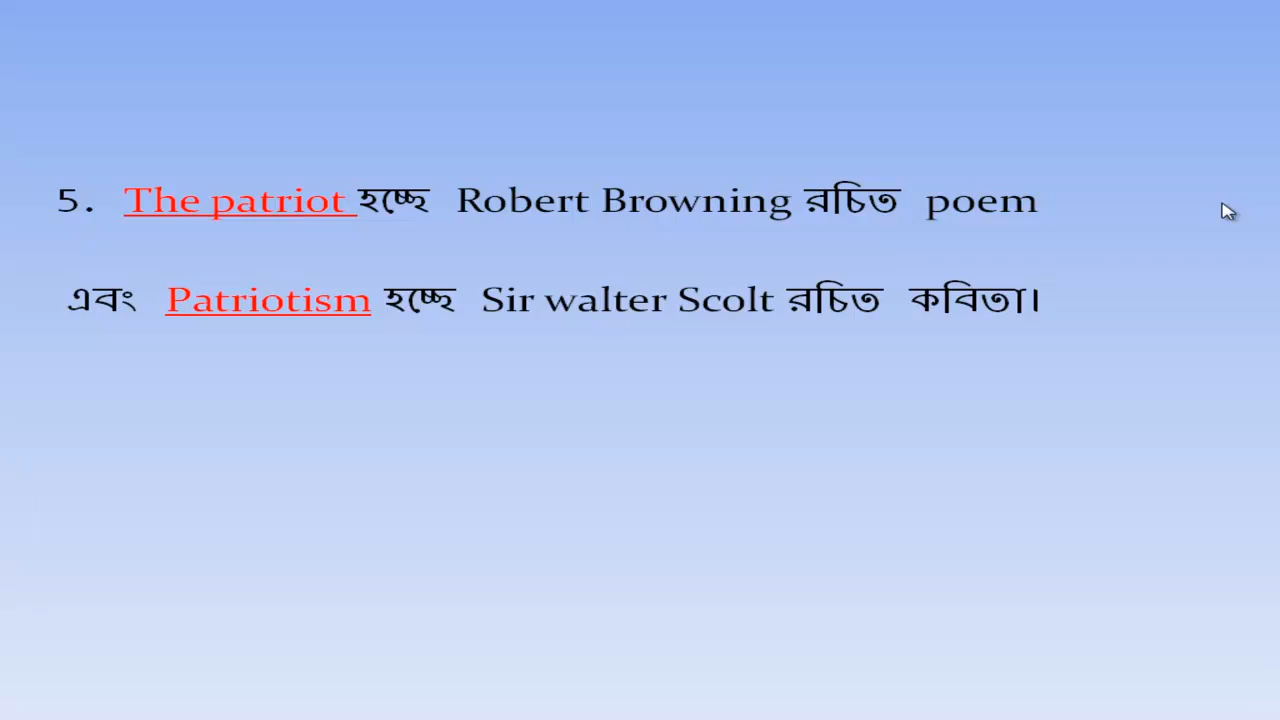 5. The patriot হচ্ছে Robert Browning রচিত poem
এবং Patriotism হচ্ছে Sir walter Scolt রচিত কবিতা।